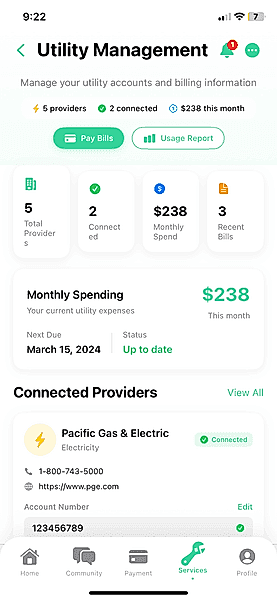 9:22
7
Utility Management
1
Manage your utility accounts and billing information
5 providers
2 connected
$238 this month
Pay Bills
Usage Report
5
Total
Provider
s
2
Connect
ed
$238
Monthly
Spend
3
Recent
Bills
Monthly Spending
$238
Your current utility expenses
This month
Next Due
Status
March 15, 2024
Up to date
Connected Providers
View All
Pacific Gas & Electric
Electricity
Connected
1-800-743-5000
https://www.pge.com
Account Number
Edit
123456789
Home
Community
Payment
Services
Profile